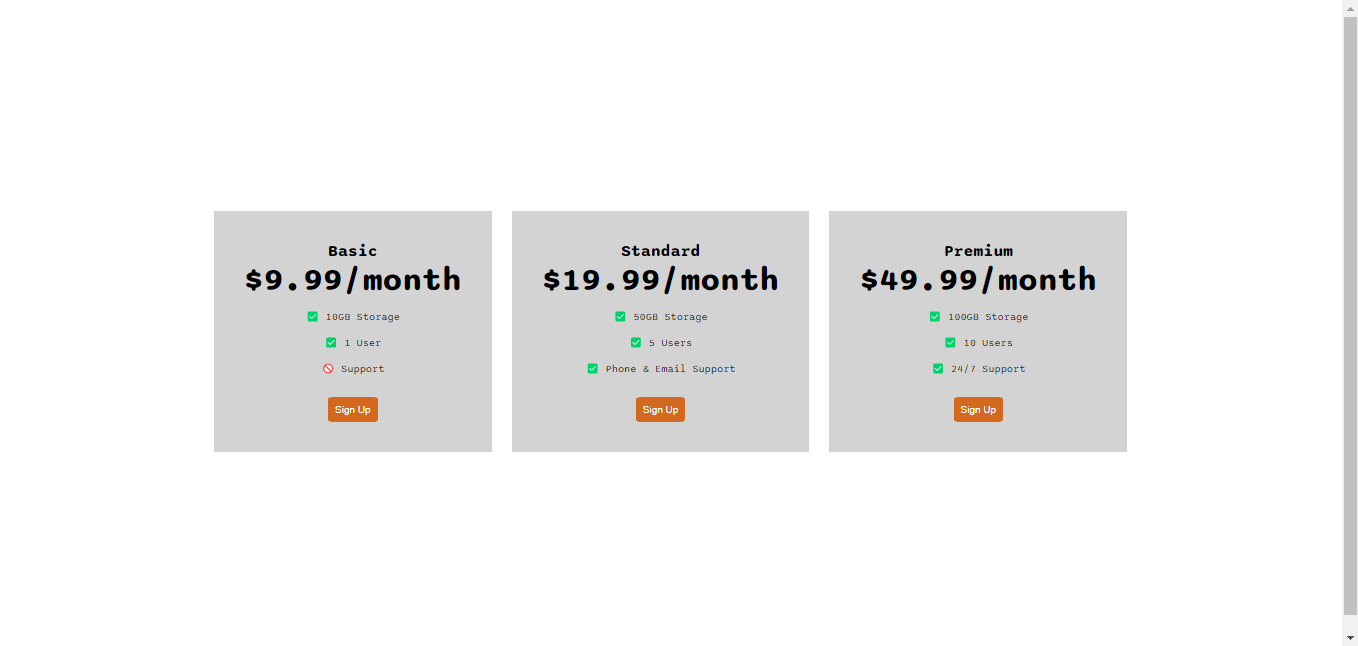 Basic
$9.99/month
10GB Storage
1 User
Support
Sign Up
Standard
$19.99/month
50GB Storage
5 Users
Phone & Email Support
Sign Up
Premium
$49.99/month
100GB Storage
10 Users
24/7 Support
Sign Up